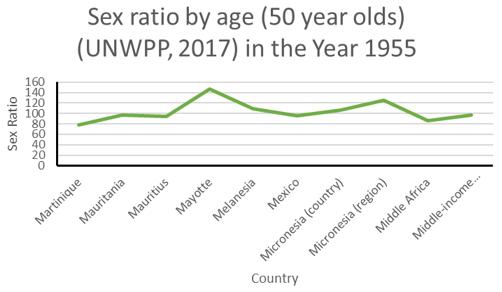 Sex ratio by age (50 year olds)
(UNWPP, 2017) in the Year 1955
160
140
120
100
80
60
40
20
0
Sex Ratio
Martinique
Mauritania
Mauritius
Mayotte
Melanesia
Mexico
Micronesia (country)
Micronesia (region)
Middle Africa
Middle-income...
Country